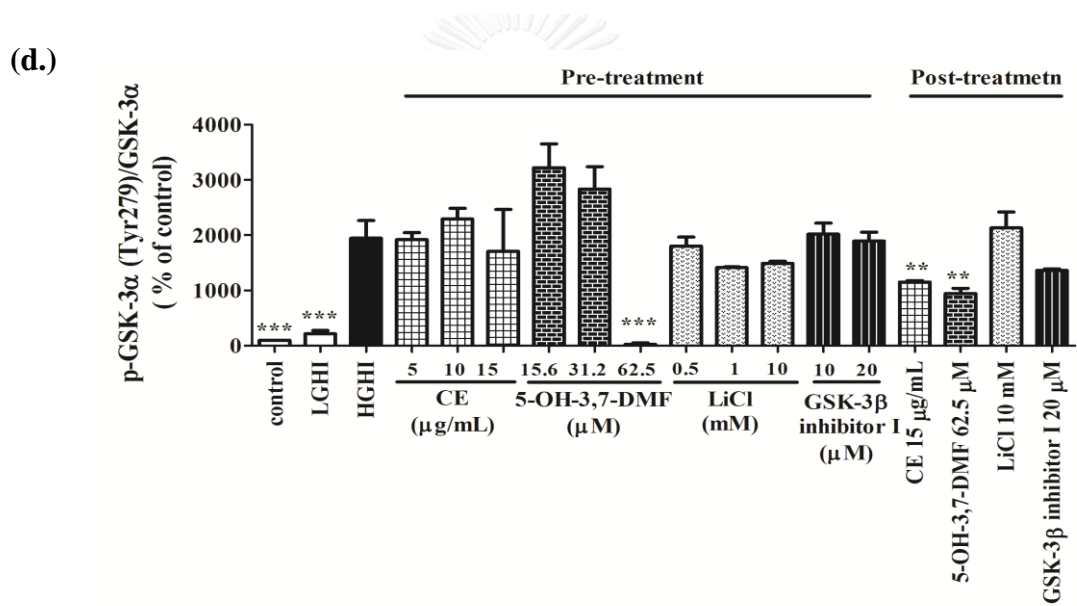 (d.)
Pre-treatment
Post-treatmetn
p-GSK-3α (Tyr279)/GSK-3α
( % of control)
4000
3000
2000
1000
0
***
***
***
**
**
control
LGHI
HGHI
5 10 15
CE
(µg/mL)
15.6 31.2 62.5
5-OH-3,7-DMF
(µM)
0.5 1 10
LiCl
(mM)
10 20
GSK-3β
inhibitor I
(µM)
CE 15 µg/mL
5-OH-3,7-DMF 62.5 µM
LiCl 10 mM
GSK-3β inhibitor I 20 µM